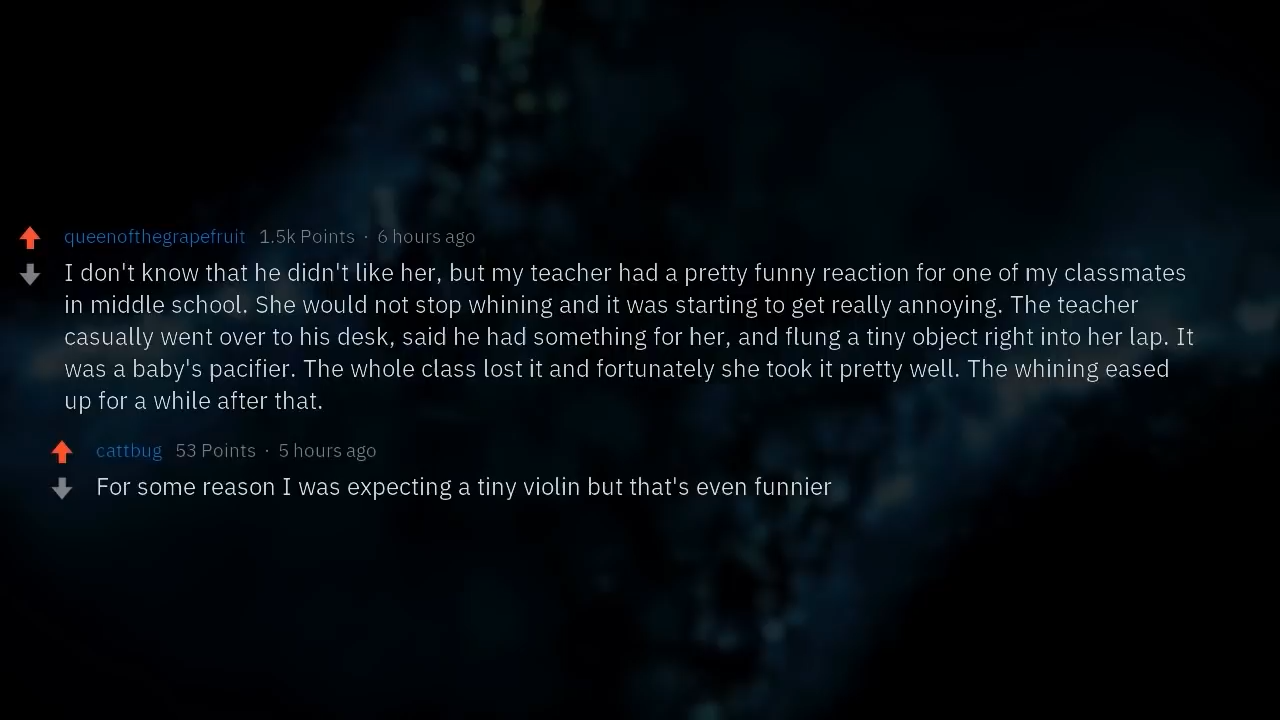 queenofthegrapefruit 1.5k Points · 6 hours ago
I don't know that he didn't like her, but my teacher had a pretty funny reaction for one of my classmates
in middle school. She would not stop whining and it was starting to get really annoying. The teacher
casually went over to his desk, said he had something for her, and flung a tiny object right into her lap. It
was a baby's pacifier. The whole class lost it and fortunately she took it pretty well. The whining eased
up for a while after that.
cattbug 53 Points · 5 hours ago
For some reason I was expecting a tiny violin but that's even funnier